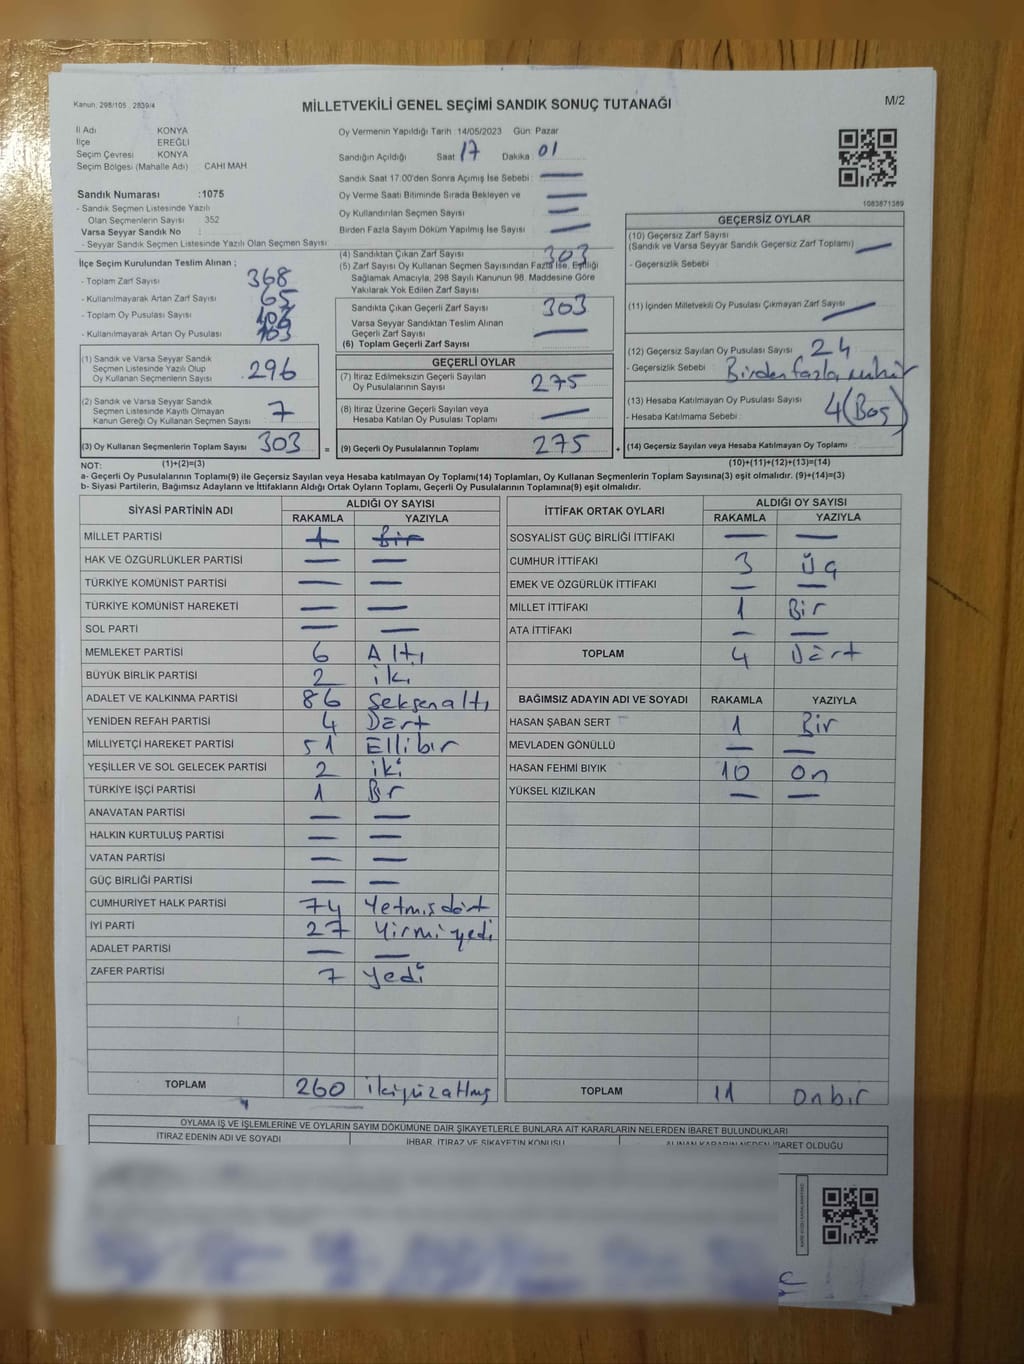 Kanun, 298/105, 2839/4
MİLLETVEKİLİ GENEL SEÇİMİ SANDIK SONUÇ TUTANAĞI
M/2
İl Adı KONYA
İlçe EREĞLİ
Seçim Çevresi KONYA
Seçim Bölgesi (Mahalle Adı) CAHI MAH
Sandık Numarası :1075
- Sandık Seçmen Listesinde Yazılı
Olan Seçmenlerin Sayısı 352
Varsa Seyyar Sandık No :
- Seyyar Sandık Seçmen Listesinde Yazılı Olan Seçmen Sayısı
Oy Vermenin Yapıldığı Tarih :14/05/2023 Gün: Pazar
Sandığın Açıldığı Saat 17 Dakika 01
Sandık Saat 17:00'den Sonra Açımış İse Sebebi : —
Oy Verme Saati Bitiminde Sırada Bekleyen ve —
Oy Kullandırılan Seçmen Sayısı —
Birden Fazla Sayım Döküm Yapılmış İse Sayısı —
1083871389
İlçe Seçim Kurulundan Teslim Alınan ;
- Toplam Zarf Sayısı 368
- Kullanılmayarak Artan Zarf Sayısı 65
- Toplam Oy Pusulası Sayısı
- Kullanılmayarak Artan Oy Pusulası
(1) Sandık ve Varsa Seyyar Sandık
Seçmen Listesinde Yazılı Olup
Oy Kullanan Seçmenlerin Sayısı 296
(2) Sandık ve Varsa Seyyar Sandık
Seçmen Listesinde Kayıtlı Olmayan
Kanun Gereği Oy Kullanan Seçmen Sayısı 7
(3) Oy Kullanan Seçmenlerin Toplam Sayısı 303 =
(4) Sandıktan Çıkan Zarf Sayısı 303
(5) Zarf Sayısı Oy Kullanan Seçmen Sayısından Fazla İse, Eşitliği
Sağlamak Amacıyla, 298 Sayılı Kanunun 98. Maddesine Göre
Yakılarak Yok Edilen Zarf Sayısı
Sandıkta Çıkan Geçerli Zarf Sayısı 303
Varsa Seyyar Sandıktan Teslim Alınan
Geçerli Zarf Sayısı —
(6) Toplam Geçerli Zarf Sayısı
GEÇERLİ OYLAR
(7) İtiraz Edilmeksizin Geçerli Sayılan
Oy Pusulalarının Sayısı 275
(8) İtiraz Üzerine Geçerli Sayılan veya
Hesaba Katılan Oy Pusulası Toplamı —
(9) Geçerli Oy Pusulalarının Toplamı 275 +
GEÇERSİZ OYLAR
(10) Geçersiz Zarf Sayısı
(Sandık ve Varsa Seyyar Sandık Geçersiz Zarf Toplamı) —
- Geçersizlik Sebebi
(11) İçinden Milletvekili Oy Pusulası Çıkmayan Zarf Sayısı —
(12) Geçersiz Sayılan Oy Pusulası Sayısı 24
- Geçersizlik Sebebi : Birden fazla mühür
(13) Hesaba Katılmayan Oy Pusulası Sayısı
- Hesaba Katılmama Sebebi : 4 (Boş)
(14) Geçersiz Sayılan veya Hesaba Katılmayan Oy Toplamı
NOT: (1)+(2)=(3) (10)+(11)+(12)+(13)=(14)
a- Geçerli Oy Pusulalarının Toplamı(9) ile Geçersiz Sayılan veya Hesaba katılmayan Oy Toplamı(14) Toplamları, Oy Kullanan Seçmenlerin Toplam Sayısına(3) eşit olmalıdır. (9)+(14)=(3)
b- Siyasi Partilerin, Bağımsız Adayların ve İttifakların Aldığı Ortak Oyların Toplamı, Geçerli Oy Pusulalarının Toplamına(9) eşit olmalıdır.
SİYASİ PARTİNİN ADI ALDIĞI OY SAYISI
RAKAMLA YAZIYLA
MİLLET PARTİSİ 1 Bir
HAK VE ÖZGÜRLÜKLER PARTİSİ — —
TÜRKİYE KOMÜNİST PARTİSİ — —
TÜRKİYE KOMÜNİST HAREKETİ — —
SOL PARTİ — —
MEMLEKET PARTİSİ 6 Altı
BÜYÜK BİRLİK PARTİSİ 2 iki
ADALET VE KALKINMA PARTİSİ 86 Seksenaltı
YENİDEN REFAH PARTİSİ 4 Dört
MİLLİYETÇİ HAREKET PARTİSİ 51 Ellibir
YEŞİLLER VE SOL GELECEK PARTİSİ 2 iki
TÜRKİYE İŞÇİ PARTİSİ 1 Bir
ANAVATAN PARTİSİ — —
HALKIN KURTULUŞ PARTİSİ — —
VATAN PARTİSİ — —
GÜÇ BİRLİĞİ PARTİSİ — —
CUMHURİYET HALK PARTİSİ 74 Yetmişdört
İYİ PARTİ 27 Yirmiyedi
ADALET PARTİSİ — —
ZAFER PARTİSİ 7 Yedi
TOPLAM 260 ikiyüzatmış
İTTİFAK ORTAK OYLARI ALDIĞI OY SAYISI
RAKAMLA YAZIYLA
SOSYALİST GÜÇ BİRLİĞİ İTTİFAKI — —
CUMHUR İTTİFAKI 3 Üç
EMEK VE ÖZGÜRLÜK İTTİFAKI — —
MİLLET İTTİFAKI 1 Bir
ATA İTTİFAKI — —
TOPLAM 4 Dört
BAĞIMSIZ ADAYIN ADI VE SOYADI RAKAMLA YAZIYLA
HASAN ŞABAN SERT 1 Bir
MEVLADEN GÖNÜLLÜ — —
HASAN FEHMI BIYIK 10 On
YÜKSEL KIZILKAN — —
TOPLAM 11 Onbir
OYLAMA İŞ VE İŞLEMLERİNE VE OYLARIN SAYIM DÖKÜMÜNE DAİR ŞİKAYETLERLE BUNLARA AİT KARARLARIN NELERDEN İBARET BULUNDUKLARI
İTİRAZ EDENİN ADI VE SOYADI İHBAR, İTİRAZ VE ŞİKAYETİN KONUSU ALINAN KARARIN NEDEN İBARET OLDUĞU